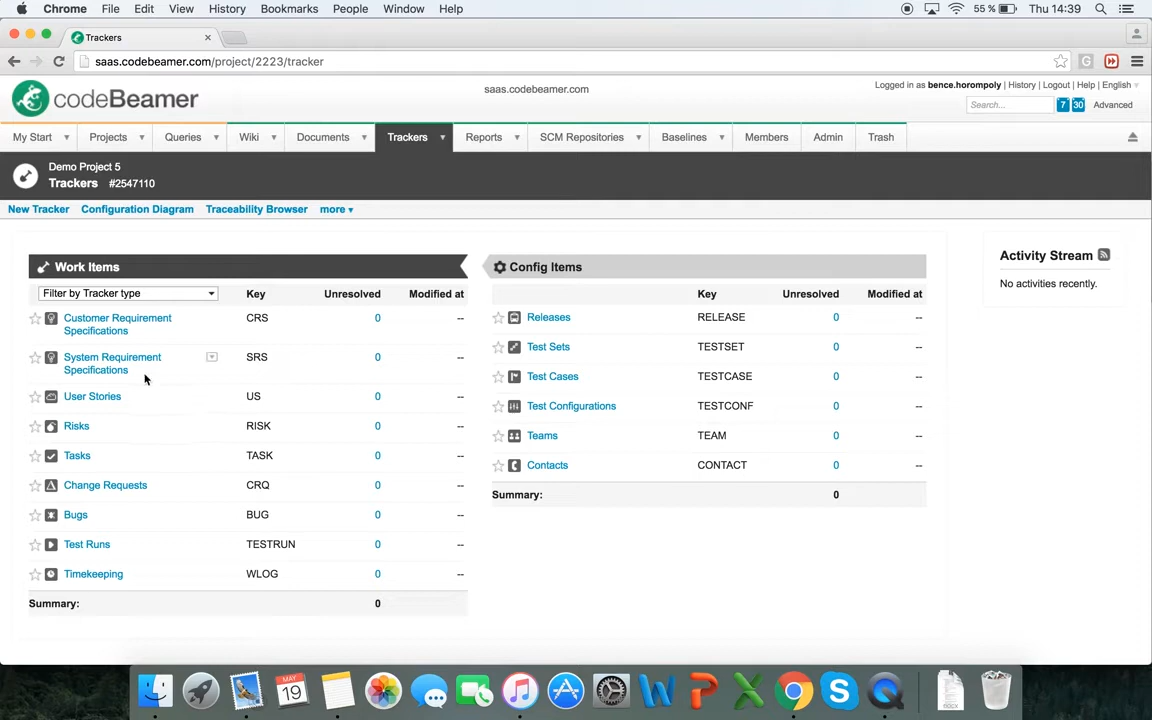 Chrome File Edit View History Bookmarks People Window Help 55 % Thu 14:39
Trackers
saas.codebeamer.com/project/2223/tracker
codeBeamer
saas.codebeamer.com
Logged in as bence.horompoly | History | Logout | Help | English
Search... 7 30 Advanced
My Start Projects Queries Wiki Documents Trackers Reports SCM Repositories Baselines Members Admin Trash
Demo Project 5
Trackers #2547110
New Tracker Configuration Diagram Traceability Browser more
Work Items
Filter by Tracker type Key Unresolved Modified at
Customer Requirement Specifications CRS 0 --
System Requirement Specifications SRS 0 --
User Stories US 0 --
Risks RISK 0 --
Tasks TASK 0 --
Change Requests CRQ 0 --
Bugs BUG 0 --
Test Runs TESTRUN 0 --
Timekeeping WLOG 0 --
Summary: 0
Config Items
Key Unresolved Modified at
Releases RELEASE 0 --
Test Sets TESTSET 0 --
Test Cases TESTCASE 0 --
Test Configurations TESTCONF 0 --
Teams TEAM 0 --
Contacts CONTACT 0 --
Summary: 0
Activity Stream
No activities recently.
MAY
19